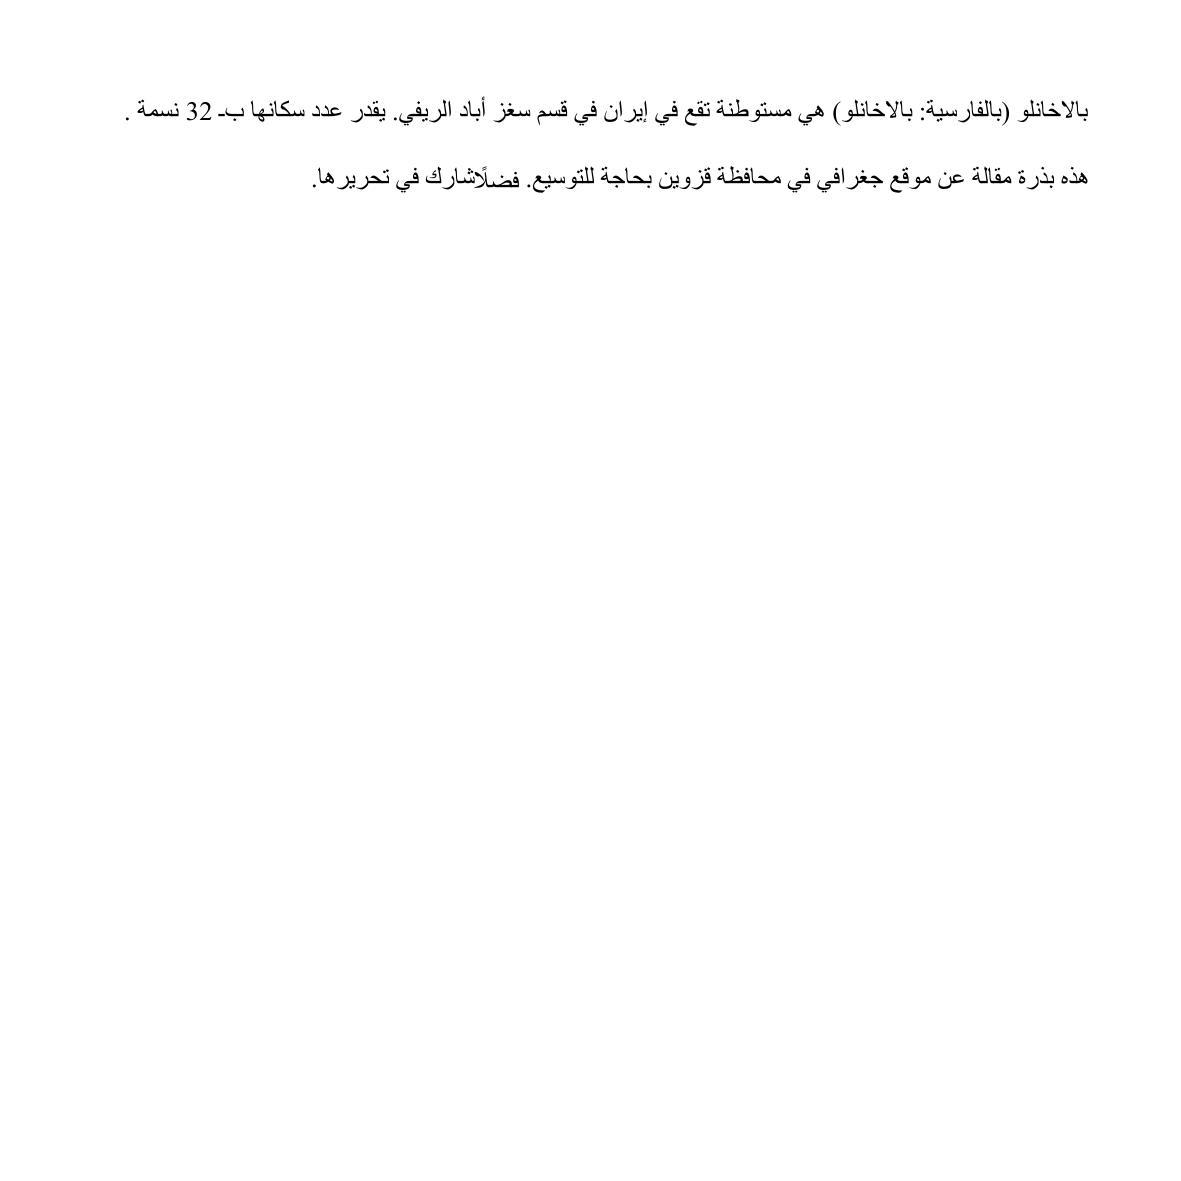 بالاخانلو (بالفارسية: بالاخانلو) هي مستوطنة تقع في إيران في قسم سغز أباد الريفي. يقدر عدد سكانها بـ 32 نسمة .
هذه بذرة مقالة عن موقع جغرافي في محافظة قزوين بحاجة للتوسيع. فضلًاشارك في تحريرها.